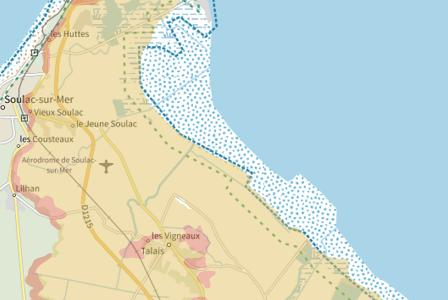 les Huttes
Soulac-sur-Mer
Vieux Soulac
le Jeune Soulac
les Cousteaux
Aérodrome de Soulac-
sur-Mer
Lilhan
D1215
les Vigneaux
Talais